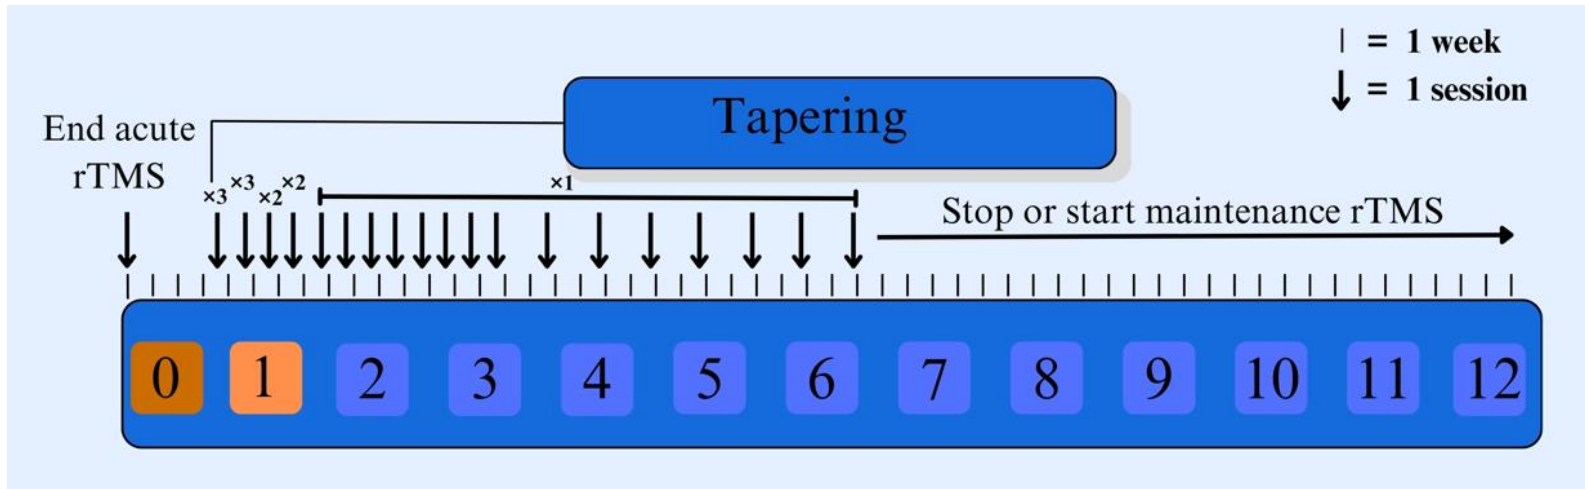 | = 1 week
↓ = 1 session
Tapering
End acute
rTMS
×3
×3
×2
×2
×1
Stop or start maintenance rTMS
0 1 2 3 4 5 6 7 8 9 10 11 12